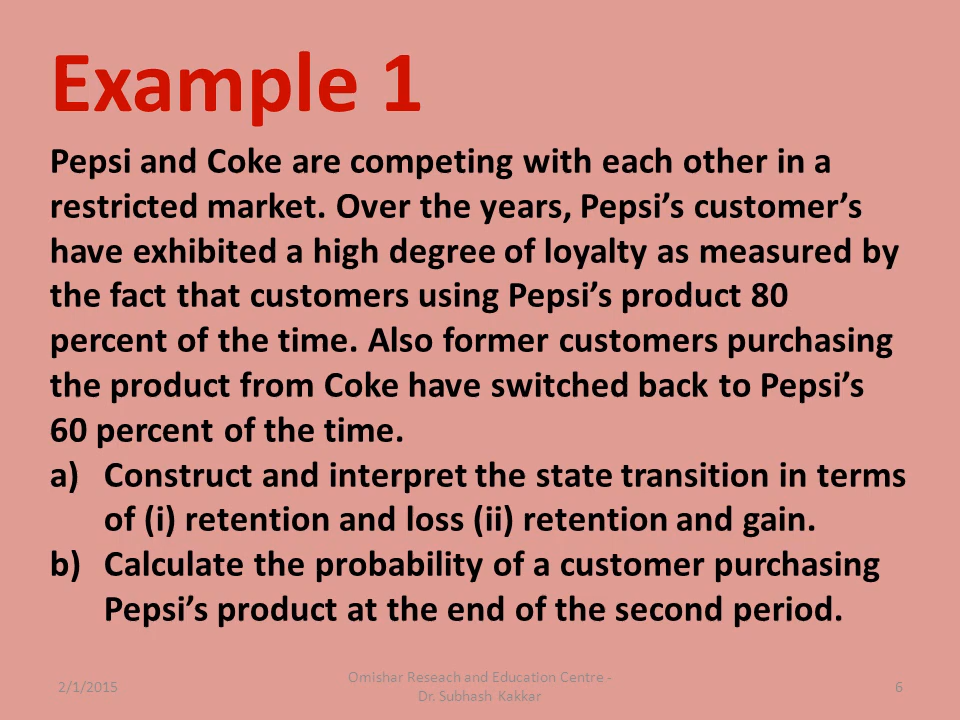 Example 1
Pepsi and Coke are competing with each other in a
restricted market. Over the years, Pepsi’s customer’s
have exhibited a high degree of loyalty as measured by
the fact that customers using Pepsi’s product 80
percent of the time. Also former customers purchasing
the product from Coke have switched back to Pepsi’s
60 percent of the time.
a) Construct and interpret the state transition in terms
of (i) retention and loss (ii) retention and gain.
b) Calculate the probability of a customer purchasing
Pepsi’s product at the end of the second period.
2/1/2015
Omishar Reseach and Education Centre -
Dr. Subhash Kakkar
6